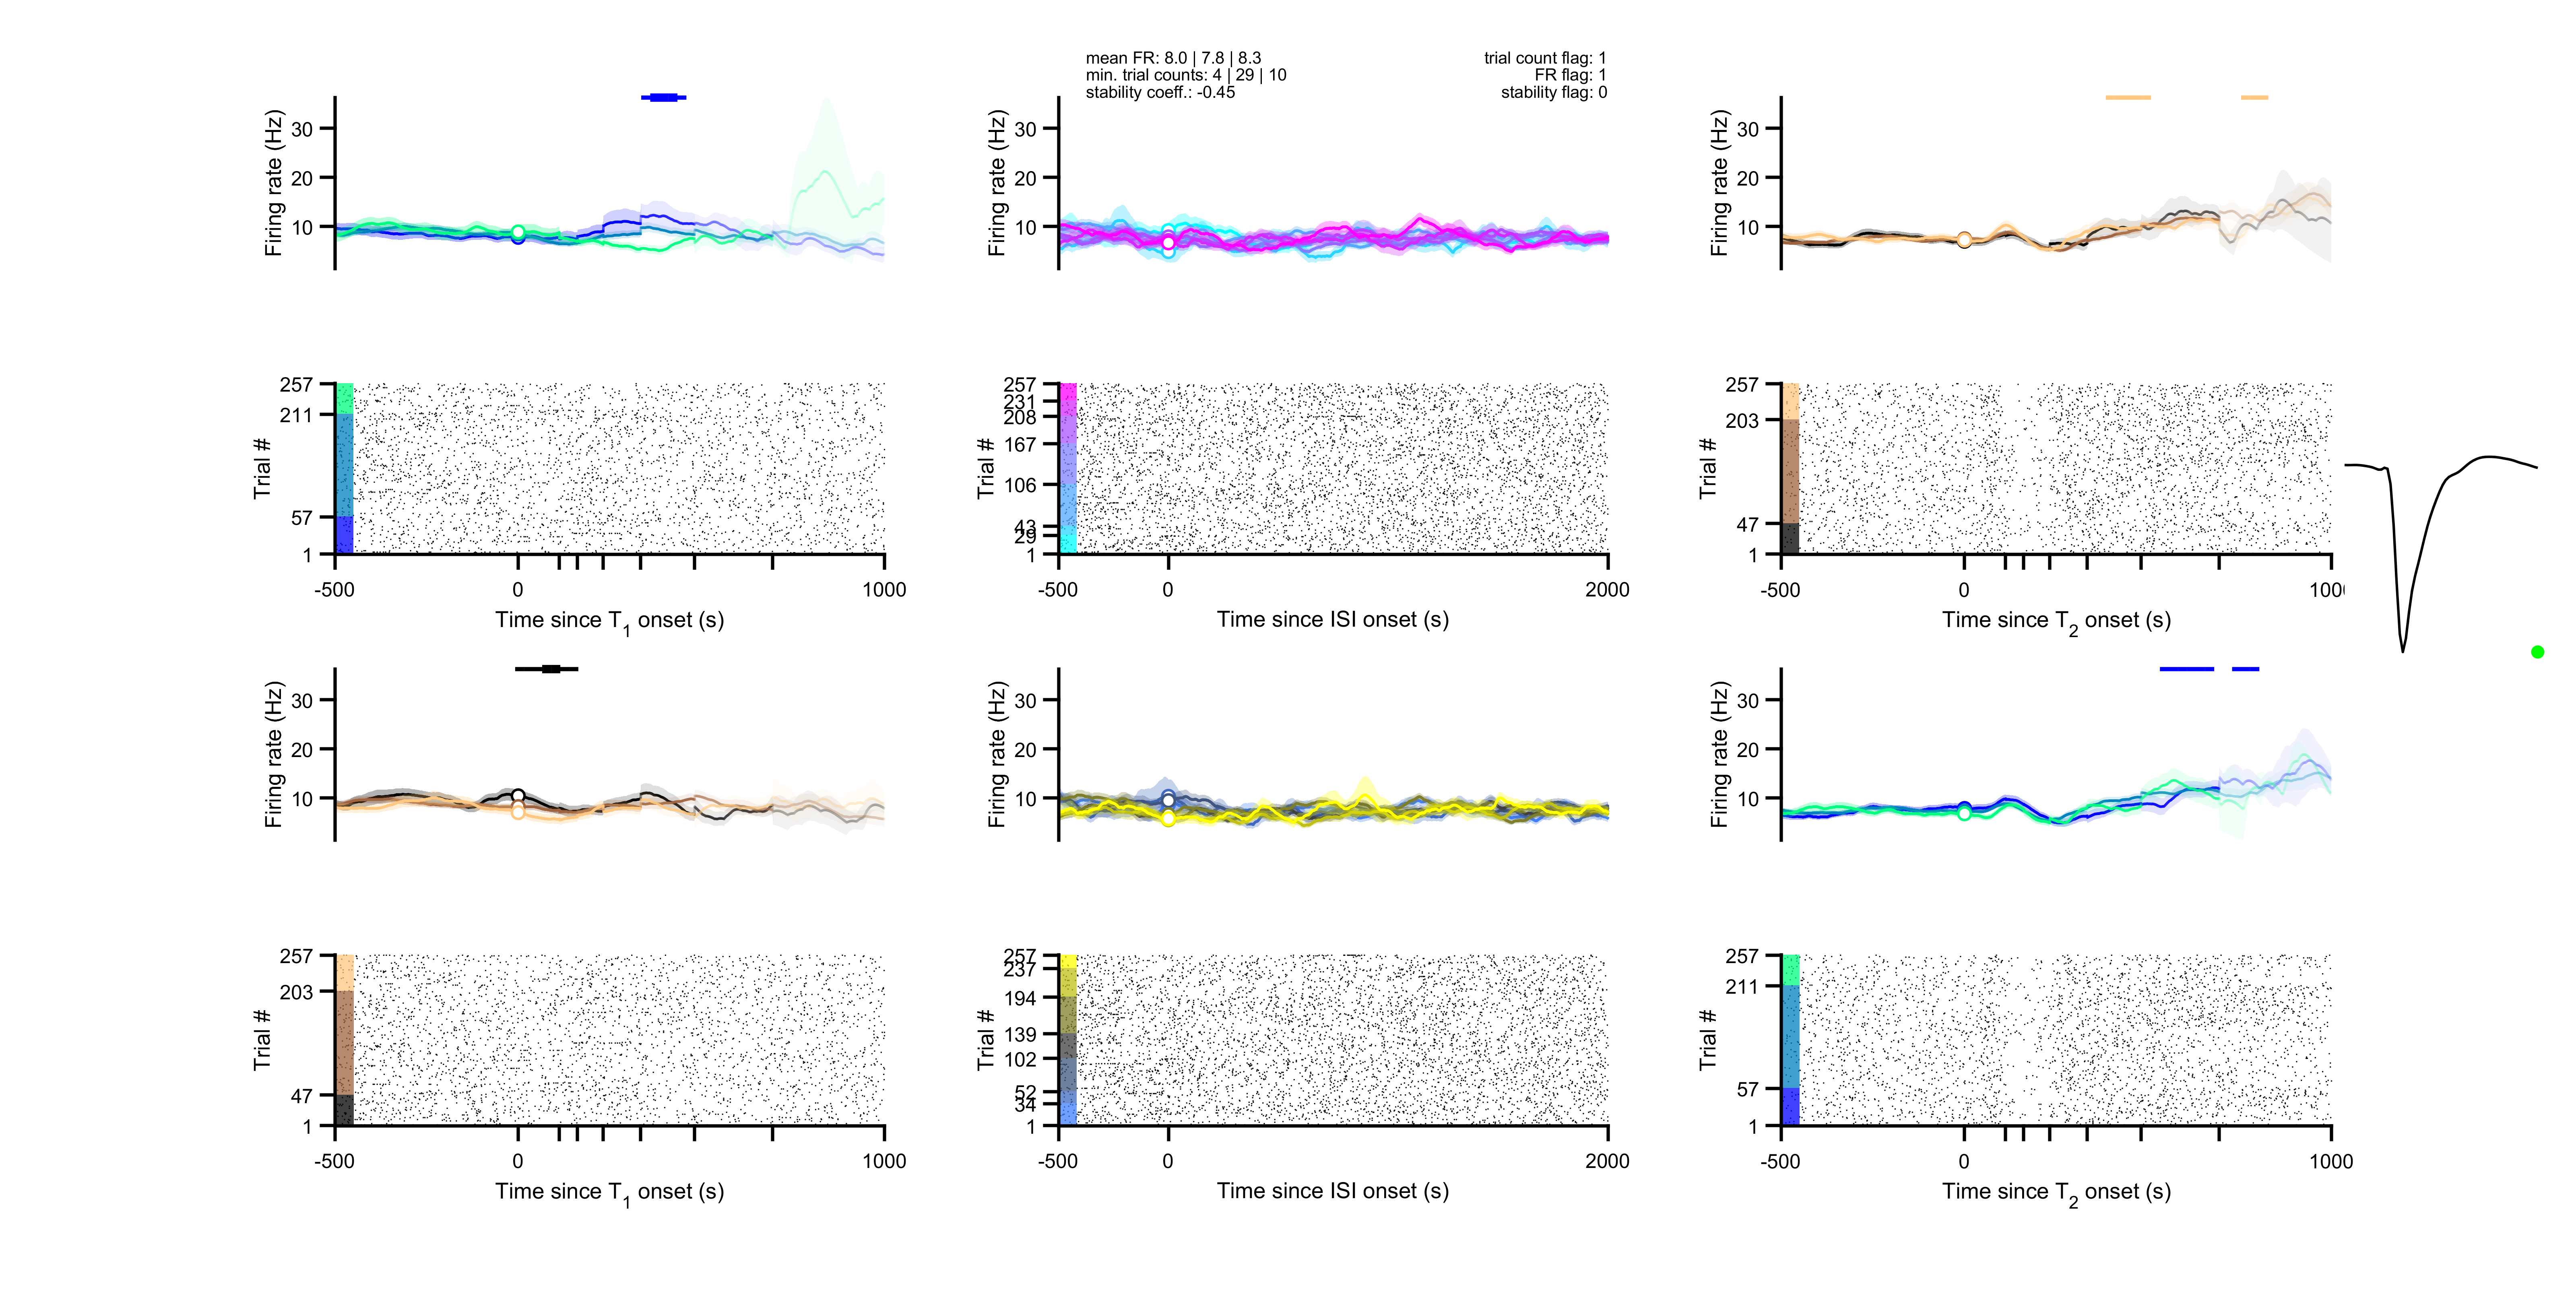 mean FR: 8.0 | 7.8 | 8.3
min. trial counts: 4 | 29 | 10
stability coeff.: -0.45
trial count flag: 1
FR flag: 1
stability flag: 0
Firing rate (Hz)
30
20
10
Firing rate (Hz)
30
20
10
Firing rate (Hz)
30
20
10
Trial #
257
211
57
1
-500
0
1000
Time since T1 onset (s)
Trial #
257
231
208
167
106
43
29
1
-500
0
2000
Time since ISI onset (s)
Trial #
257
203
47
1
-500
0
1000
Time since T2 onset (s)
Firing rate (Hz)
30
20
10
Firing rate (Hz)
30
20
10
Firing rate (Hz)
30
20
10
Trial #
257
203
47
1
-500
0
1000
Time since T1 onset (s)
Trial #
257
237
194
139
102
52
34
1
-500
0
2000
Time since ISI onset (s)
Trial #
257
211
57
1
-500
0
1000
Time since T2 onset (s)